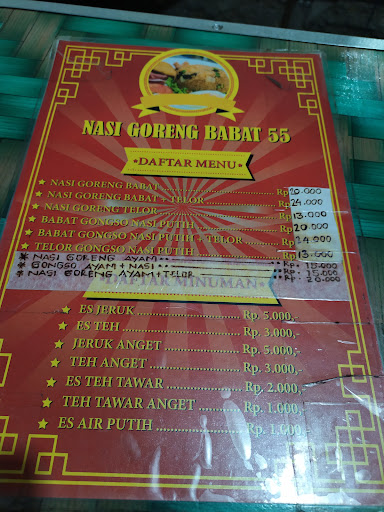 NASI GORENG BABAT 55
DAFTAR MENU
NASI GORENG BABAT Rp 20.000
NASI GORENG BABAT + TELOR Rp 24.000
NASI GORENG TELOR Rp 13.000
BABAT GONGSO NASI PUTIH Rp 20.000
BABAT GONGSO NASI PUTIH + TELOR Rp 24.000
TELOR GONGSO NASI PUTIH Rp 13.000
* NASI GORENG AYAM Rp 15.000
* GONGSO AYAM + NASI Rp 15.000
* NASI GORENG AYAM + TELOR Rp 20.000
DAFTAR MINUMAN
ES JERUK Rp. 5.000,-
ES TEH Rp. 3.000,-
JERUK ANGET Rp. 5.000,-
TEH ANGET Rp. 3.000,-
ES TEH TAWAR Rp. 2.000,-
TEH TAWAR ANGET Rp. 1.000,-
ES AIR PUTIH Rp. 1.000,-